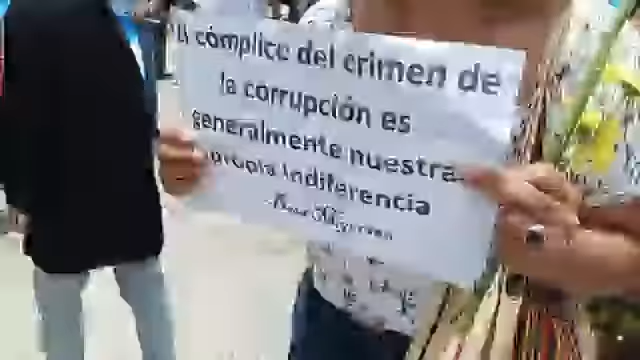 cómplice del crimen de
la corrupción es
generalmente nuestra
propia indiferencia